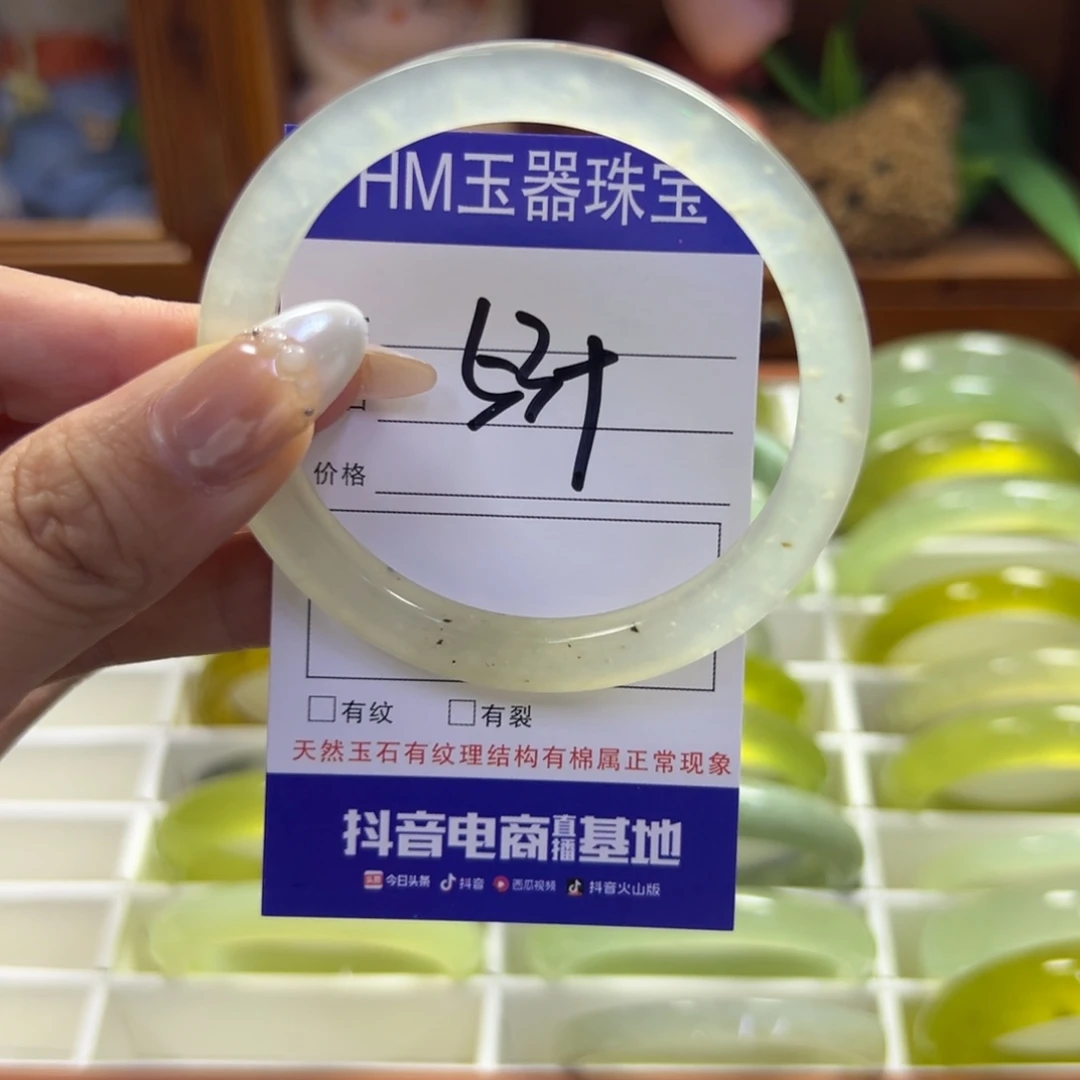 HM玉器珠宝
价格
有纹 有裂
天然玉石有纹理结构有棉属正常现象
抖音电商直播基地
头条 今日头条 抖音 西瓜视频 抖音火山版